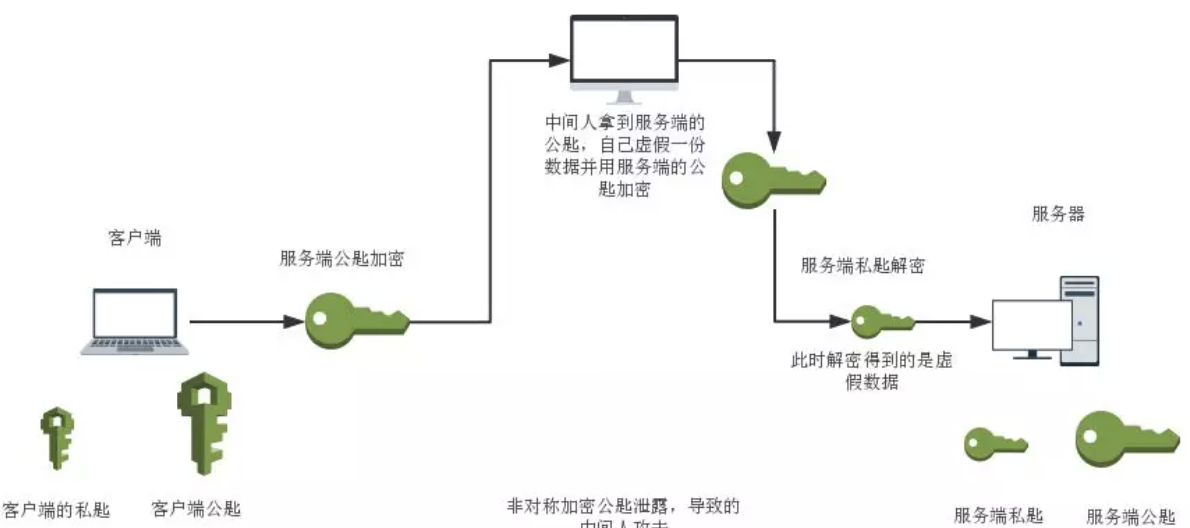 中间人拿到服务端的
公匙，自己虚假一份
数据并用服务端的公
匙加密
服务器
客户端
服务端公匙加密
服务端私匙解密
此时解密得到的是虚
假数据
客户端的私匙
客户端公匙
非对称加密公匙泄露，导致的
中间人攻击
服务端私匙
服务端公匙